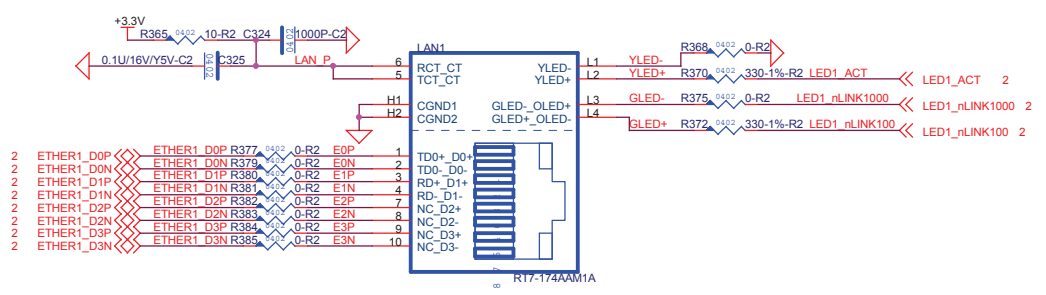 +3.3V
R365 0402 10-R2 C324 0402 1000P-C2
0.1U/16V/Y5V-C2 0402 C325 LAN_P
LAN1
6 RCT_CT
5 TCT_CT
H1 CGND1
H2 CGND2
YLED- L1 YLED- R368 0402 0-R2
YLED+ L2 YLED+ R370 0402 330-1%-R2 LED1_ACT LED1_ACT 2
GLED-_OLED+ L3 GLED- R375 0402 0-R2 LED1_nLINK1000 LED1_nLINK1000 2
GLED+_OLED- L4 GLED+ R372 0402 330-1%-R2 LED1_nLINK100 LED1_nLINK100 2
2 ETHER1_D0P ETHER1_D0P R377 0402 0-R2 E0P 1 TD0+_D0+
2 ETHER1_D0N ETHER1_D0N R379 0402 0-R2 E0N 2 TD0-_D0-
2 ETHER1_D1P ETHER1_D1P R380 0402 0-R2 E1P 3 RD+_D1+
2 ETHER1_D1N ETHER1_D1N R381 0402 0-R2 E1N 4 RD-_D1-
2 ETHER1_D2P ETHER1_D2P R382 0402 0-R2 E2P 7 NC_D2+
2 ETHER1_D2N ETHER1_D2N R383 0402 0-R2 E2N 8 NC_D2-
2 ETHER1_D3P ETHER1_D3P R384 0402 0-R2 E3P 9 NC_D3+
2 ETHER1_D3N ETHER1_D3N R385 0402 0-R2 E3N 10 NC_D3-
RT7-174AAM1A
8 7